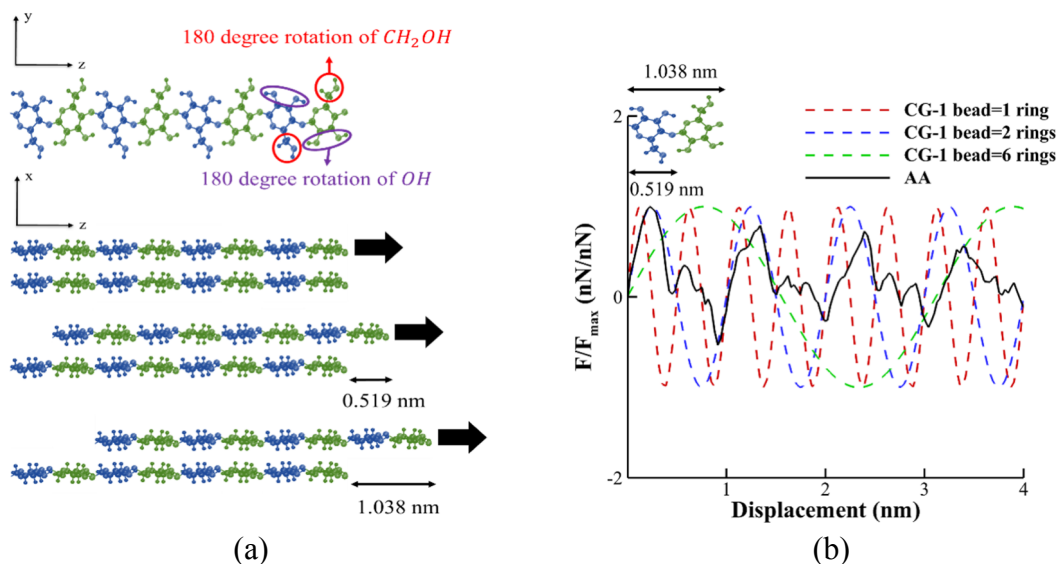 y
z
180 degree rotation of CH₂OH
180 degree rotation of OH
x
z
0.519 nm
1.038 nm
(a)
1.038 nm
0.519 nm
CG-1 bead=1 ring
CG-1 bead=2 rings
CG-1 bead=6 rings
AA
F/Fmax (nN/nN)
2
0
-2
1
2
3
4
Displacement (nm)
(b)